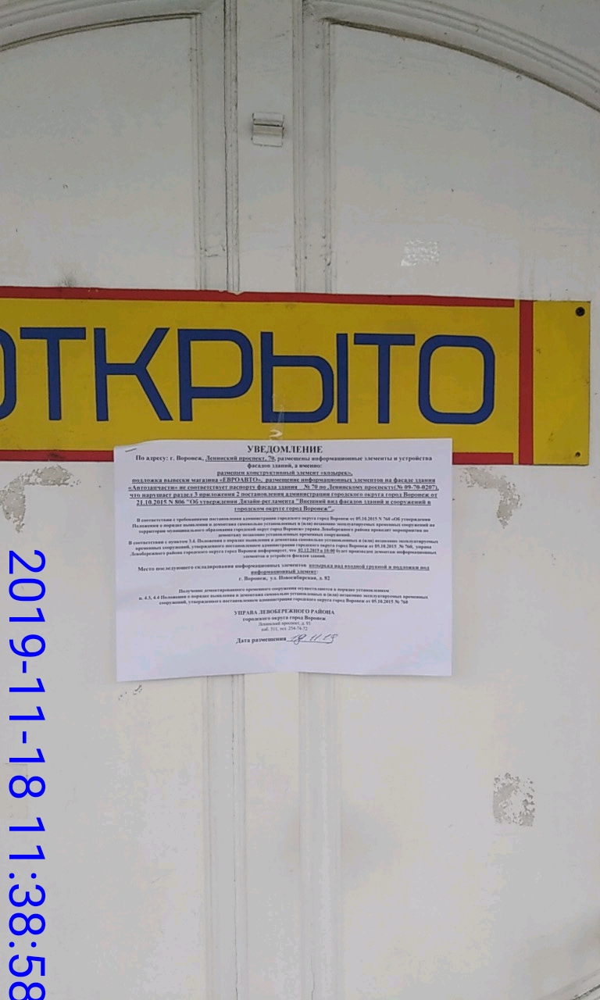 ОТКРЫТО
УВЕДОМЛЕНИЕ
По адресу: г. Воронеж, Ленинский проспект, 70, размещены информационные элементы и устройства
фасадов зданий, а именно:
размещен конструктивный элемент «козырек»,
подложка вывески магазина «ЕВРОАВТО», размещение информационных элементов на фасаде здания
«Автозапчасти» не соответствует паспорту фасада здания № 70 по Ленинскому проспекту(№ 09-70-0207),
что нарушает раздел 3 приложения 2 постановления администрации городского округа город Воронеж от
21.10.2015 N 806 "Об утверждении Дизайн-регламента "Внешний вид фасадов зданий и сооружений в
городском округе город Воронеж".
В соответствии с требованиями постановления администрации городского округа город Воронеж от 05.10.2015 N 760 «Об утверждении
Положения о порядке выявления и демонтажа самовольно установленных и (или) незаконно эксплуатируемых временных сооружений на
территории муниципального образования городской округ город Воронеж» управа Левобережного района проводит мероприятия по
демонтажу незаконно установленных временных сооружений.
В соответствии с пунктом 3.4. Положения о порядке выявления и демонтажа самовольно установленных и (или) незаконно эксплуатируемых
временных сооружений, утвержденного постановлением администрации городского округа город Воронеж от 05.10.2015 № 760, управа
Левобережного района городского округа город Воронеж информирует, что 02.12.2019 в 10:00 будет произведен демонтаж информационных
элементов и устройств фасадов зданий.
Место последующего складирования информационных элементов козырька над входной группой и подложки под
информационный элемент:
г. Воронеж, ул. Новосибирская, д. 82
Получение демонтированного временного сооружения осуществляется в порядке установленном
п. 4.3, 4.4 Положения о порядке выявления и демонтажа самовольно установленных и (или) незаконно эксплуатируемых временных
сооружений, утвержденного постановлением администрации городского округа город Воронеж от 05.10.2015 № 760
УПРАВА ЛЕВОБЕРЕЖНОГО РАЙОНА
городского округа город Воронеж
Ленинский проспект, д. 93
каб. 511, тел. 254-74-72
Дата размещения 18.11.19
2019-11-18 11:38:58